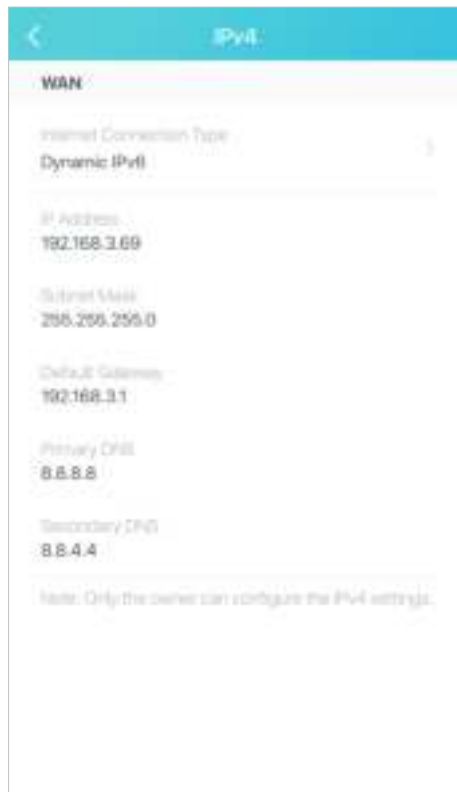 IPv4
WAN
Internet Connection Type
Dynamic IPv6
IP Address
192.168.3.69
Subnet Mask
255.255.255.0
Default Gateway
192.168.3.1
Primary DNS
8.8.8.8
Secondary DNS
8.8.4.4
Note: Only the owner can configure the IPv4 settings.